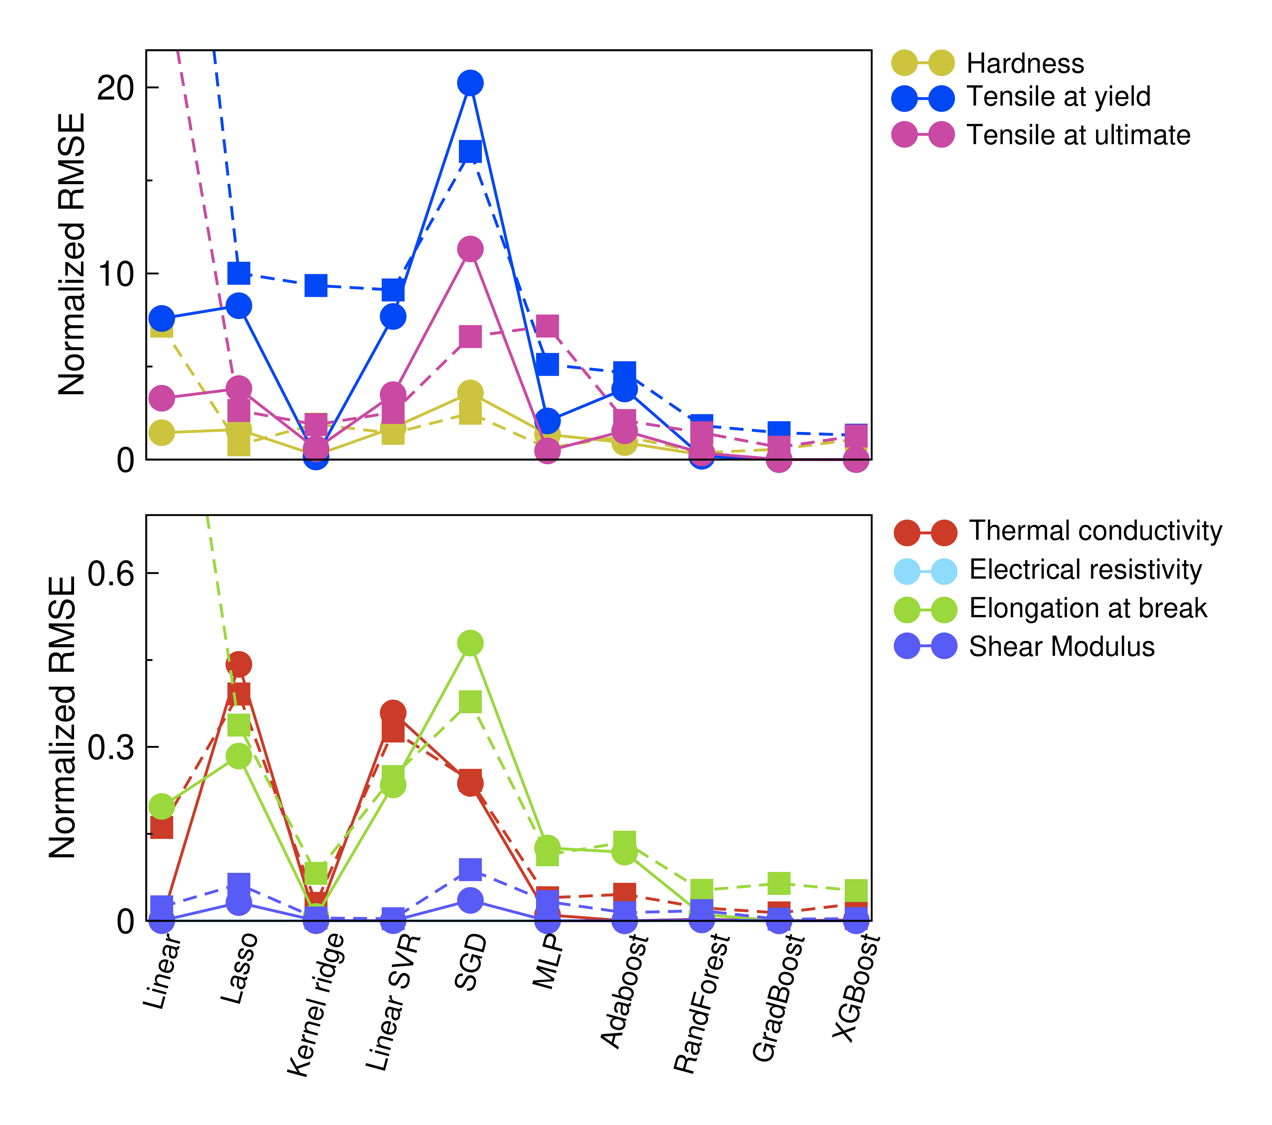 Normalized RMSE
20
10
0
Hardness
Tensile at yield
Tensile at ultimate
Normalized RMSE
0.6
0.3
0
Thermal conductivity
Electrical resistivity
Elongation at break
Shear Modulus
Linear
Lasso
Kernel ridge
Linear SVR
SGD
MLP
Adaboost
RandForest
GradBoost
XGBoost